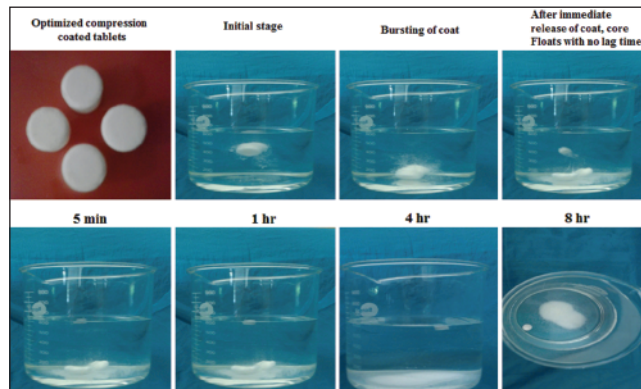 Optimized compression
coated tablets
Initial stage
Bursting of coat
After immediate
release of coat, core
Floats with no lag time
5 min
1 hr
4 hr
8 hr